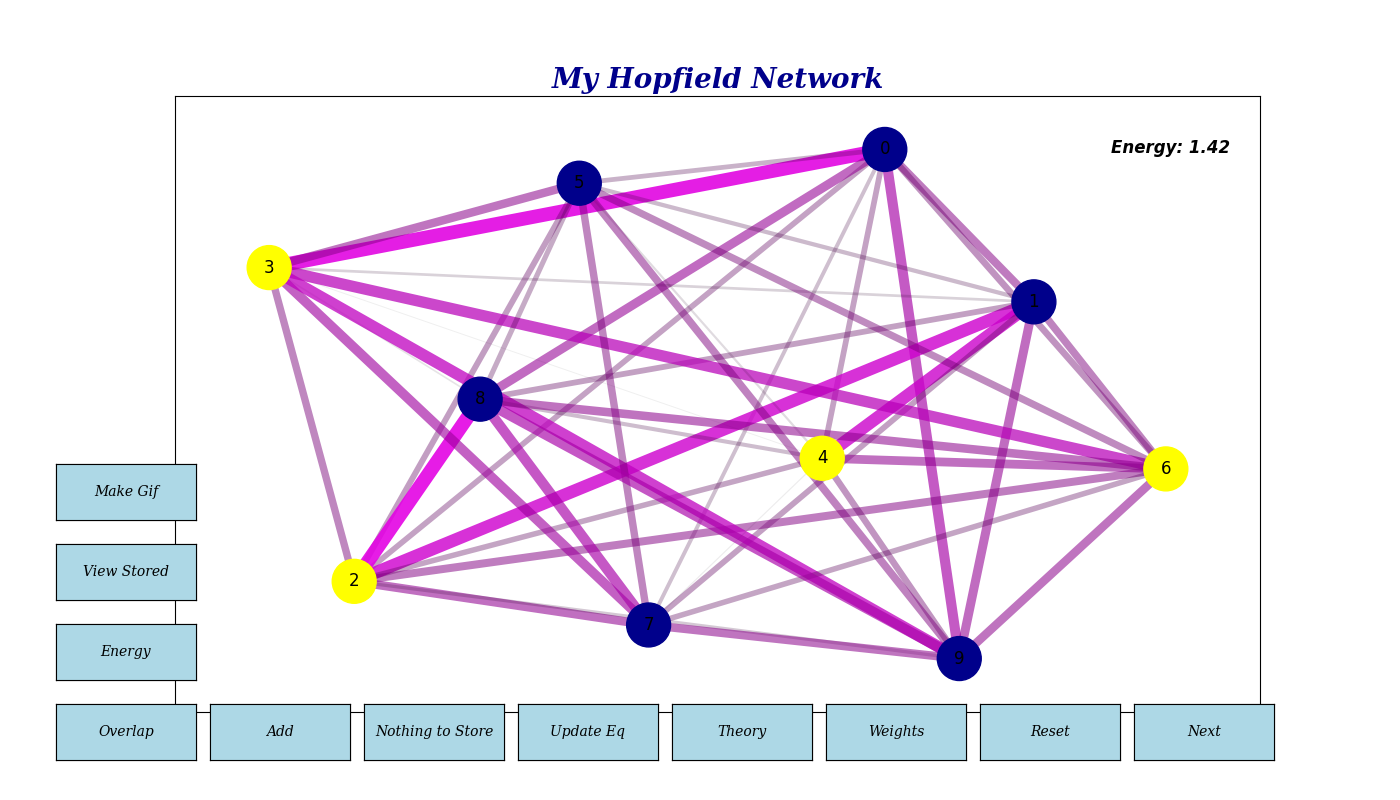 My Hopfield Network
Energy: 1.42
0
5
3
1
8
4
6
2
7
9
Make Gif
View Stored
Energy
Overlap
Add
Nothing to Store
Update Eq
Theory
Weights
Reset
Next